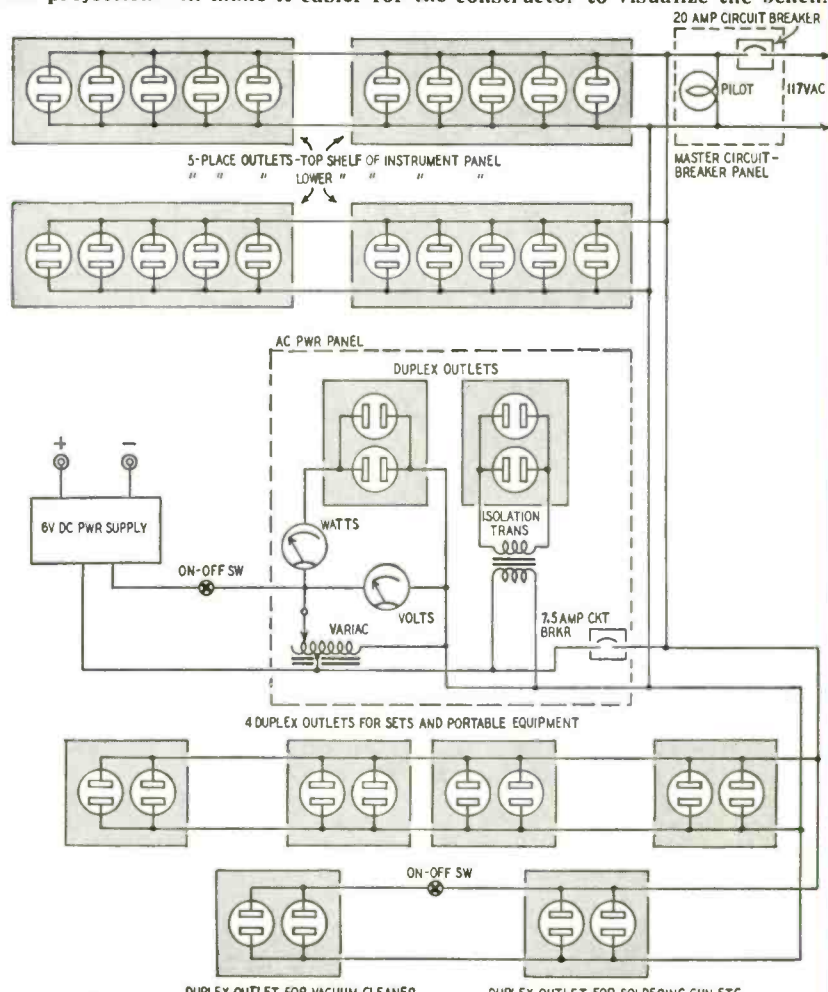 20 AMP CIRCUIT BREAKER
PILOT
117VAC
MASTER CIRCUIT-
BREAKER PANEL
5-PLACE OUTLETS-TOP SHELF OF INSTRUMENT PANEL
" " " LOWER " " " "
AC PWR PANEL
DUPLEX OUTLETS
+ -
6V DC PWR SUPPLY
WATTS
ISOLATION
TRANS
ON-OFF SW
VOLTS
VARIAC
7.5 AMP CKT
BRKR
4 DUPLEX OUTLETS FOR SETS AND PORTABLE EQUIPMENT
ON-OFF SW
DUPLEX OUTLET FOR VACUUM CLEANER
DUPLEX OUTLET FOR SOLDERING GUN ETC